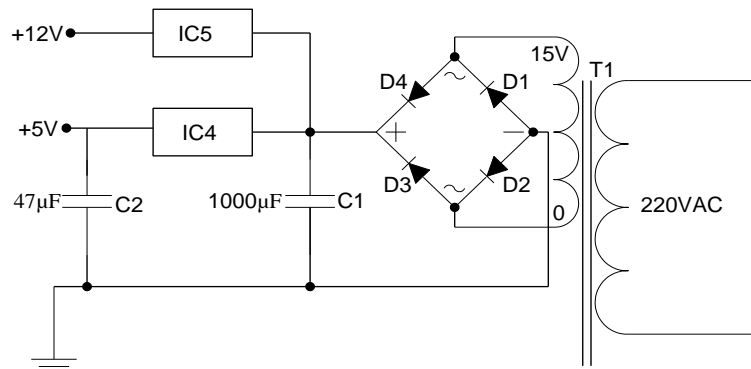 +12V
IC5
15V
T1
D4
~
D1
+5V
IC4
+
−
D3
~
D2
47µF
C2
1000µF
C1
0
220VAC